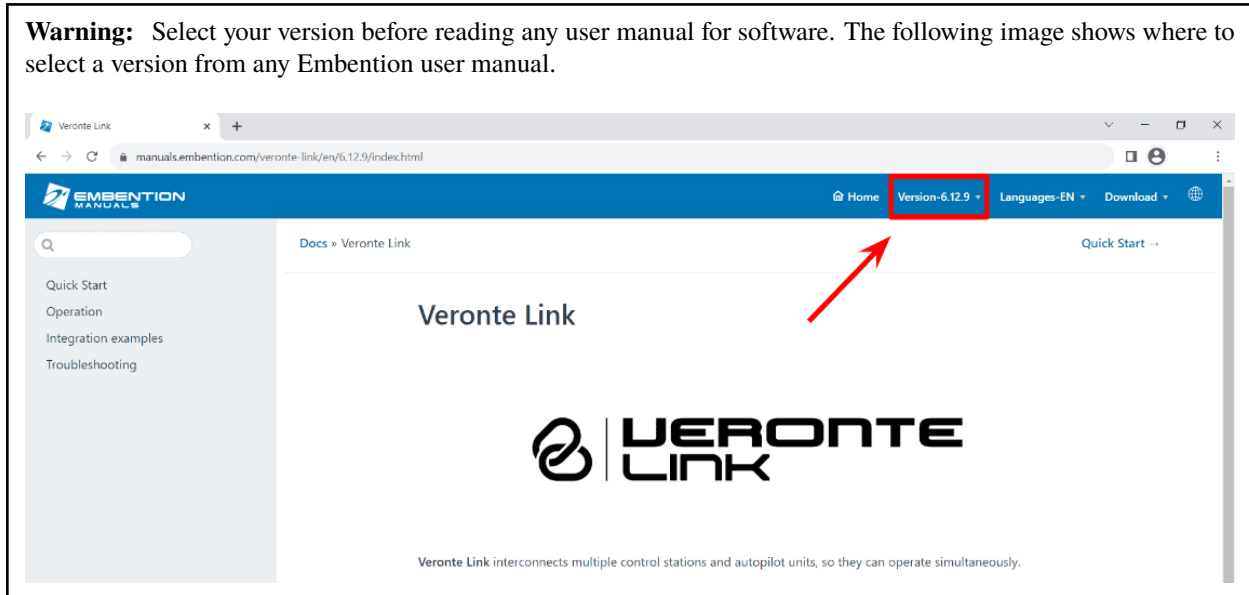 Warning: Select your version before reading any user manual for software. The following image shows where to
select a version from any Embention user manual.
Veronte Link
manuals.embention.com/veronte-link/en/6.12.9/index.html
EMBENTION
MANUALS
Home Version-6.12.9 Languages-EN Download
Docs » Veronte Link
Quick Start →
Quick Start
Operation
Integration examples
Troubleshooting
Veronte Link
VERONTE
LINK
Veronte Link interconnects multiple control stations and autopilot units, so they can operate simultaneously.